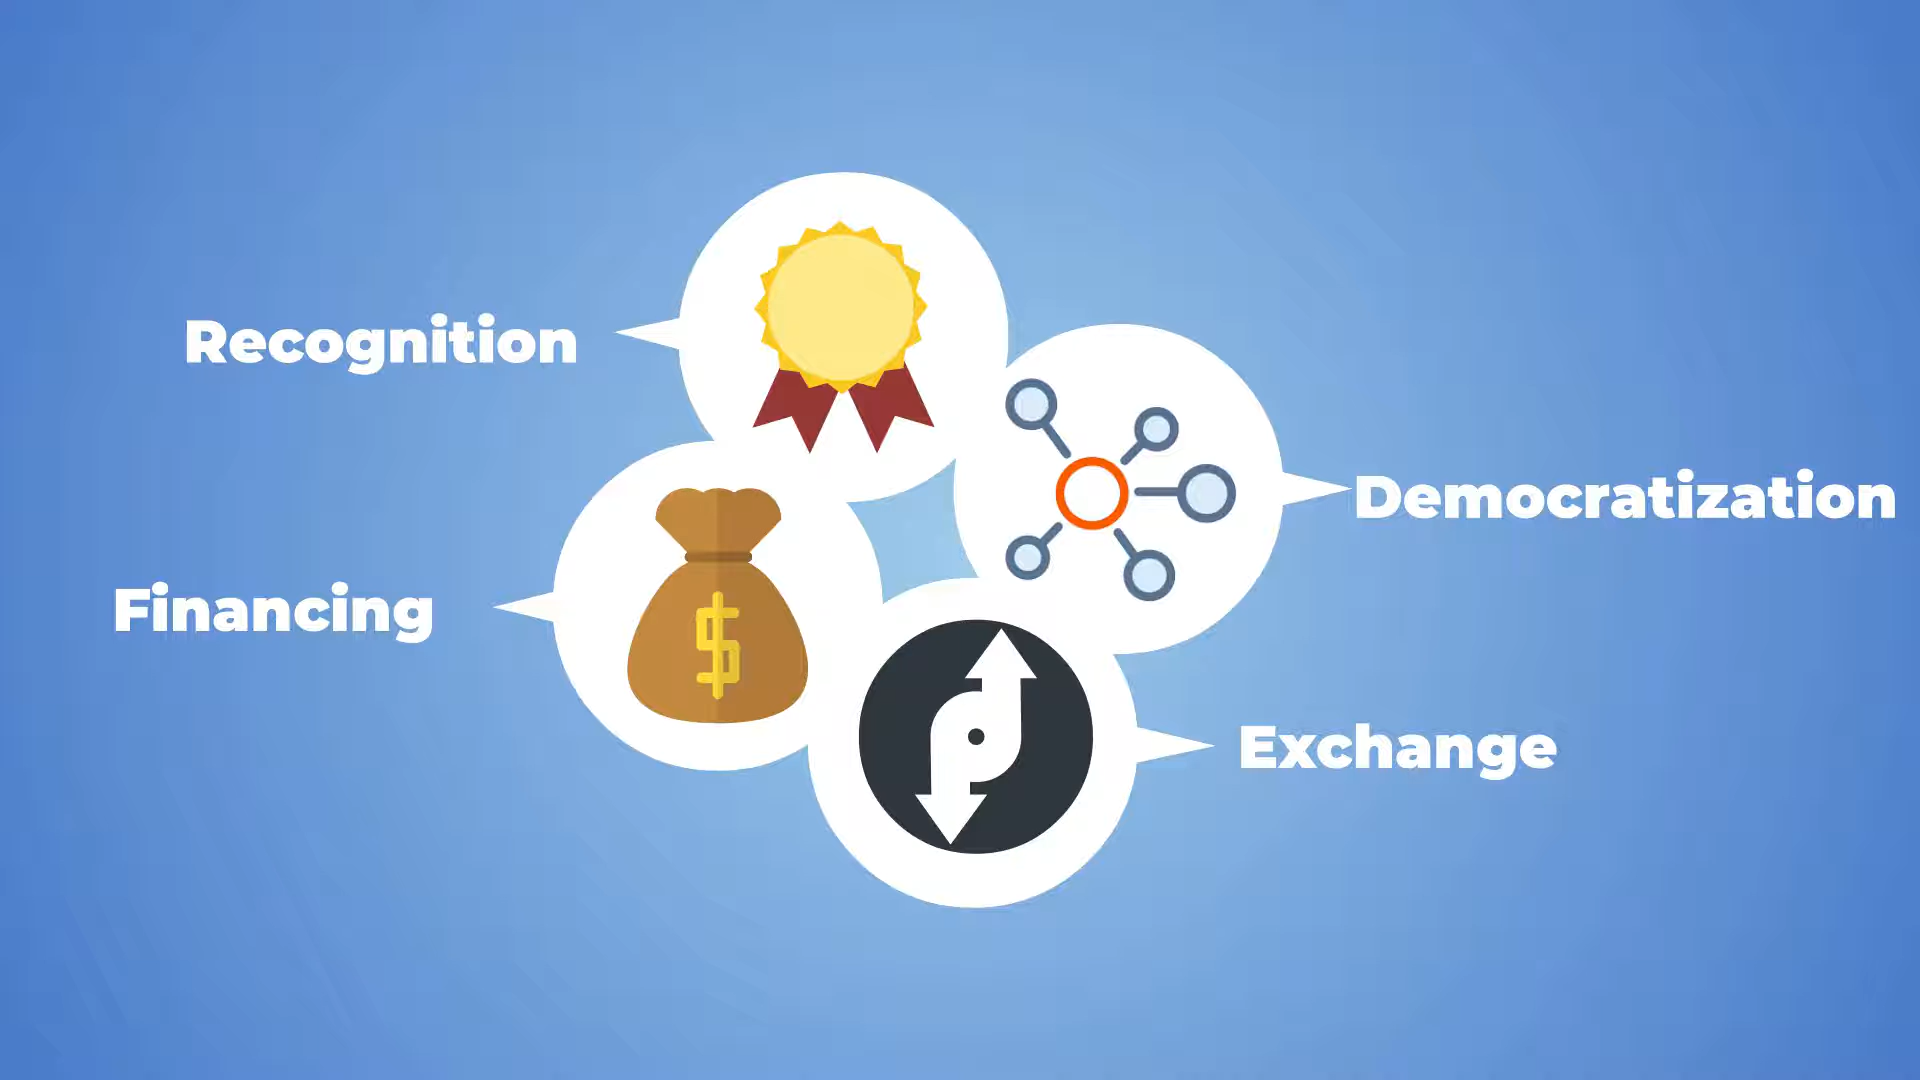 Recognition
Democratization
Financing
$
Exchange